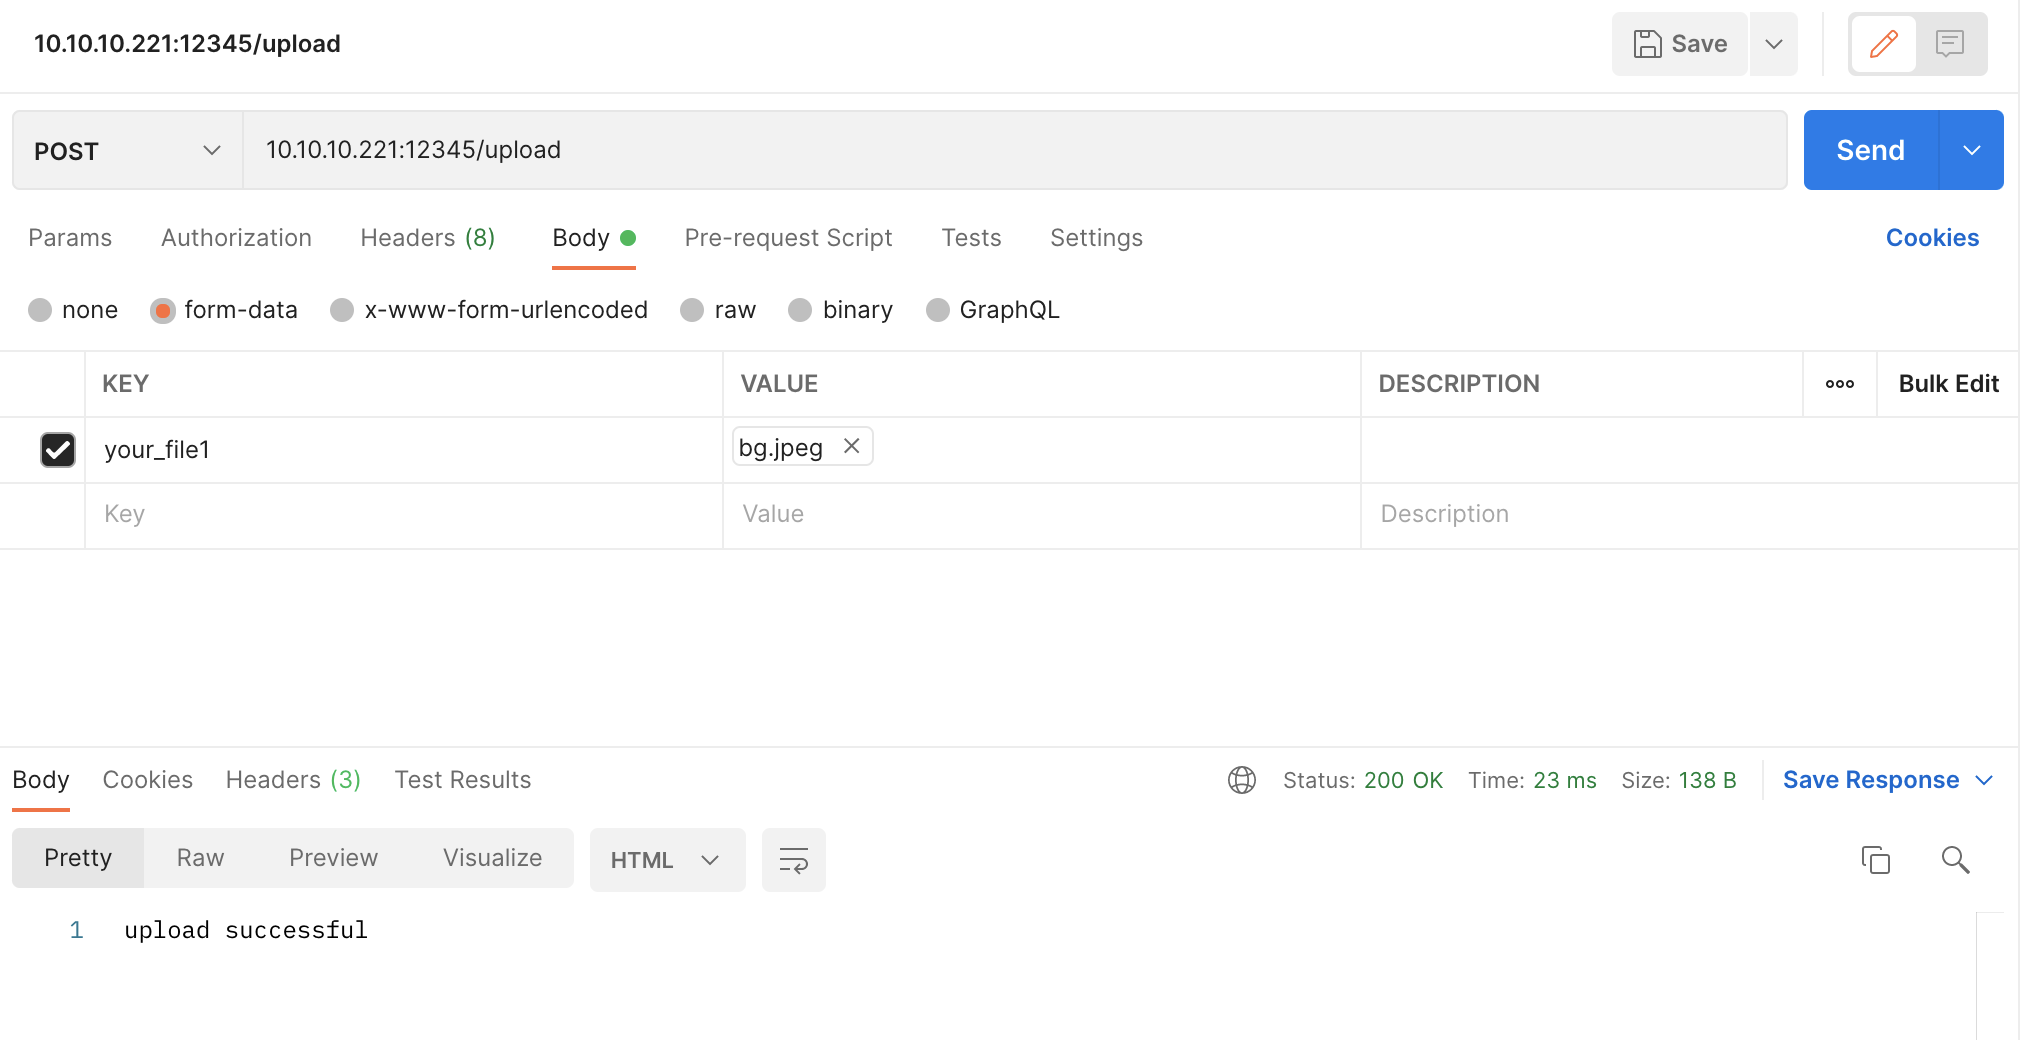 10.10.10.221:12345/upload
Save
POST 10.10.10.221:12345/upload Send
Params Authorization Headers (8) Body Pre-request Script Tests Settings Cookies
none form-data x-www-form-urlencoded raw binary GraphQL
KEY VALUE DESCRIPTION Bulk Edit
your_file1 bg.jpeg
Key Value Description
Body Cookies Headers (3) Test Results Status: 200 OK Time: 23 ms Size: 138 B Save Response
Pretty Raw Preview Visualize HTML
1 upload successful